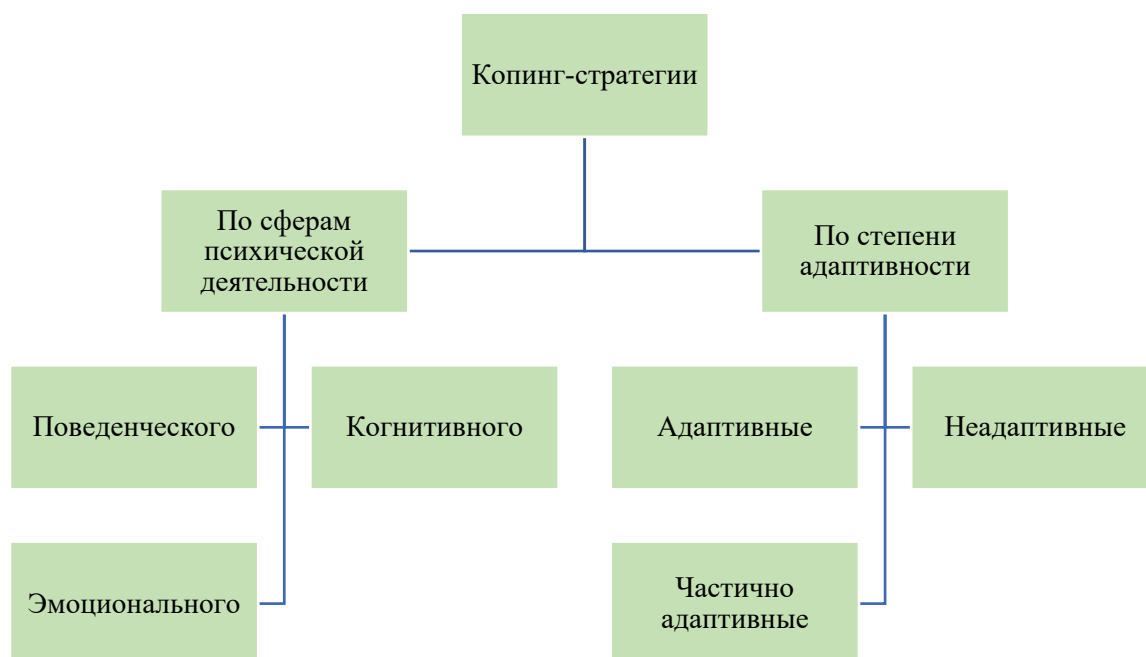 Копинг-стратегии
По сферам
психической
деятельности
По степени
адаптивности
Поведенческого
Когнитивного
Адаптивные
Неадаптивные
Эмоционального
Частично
адаптивные